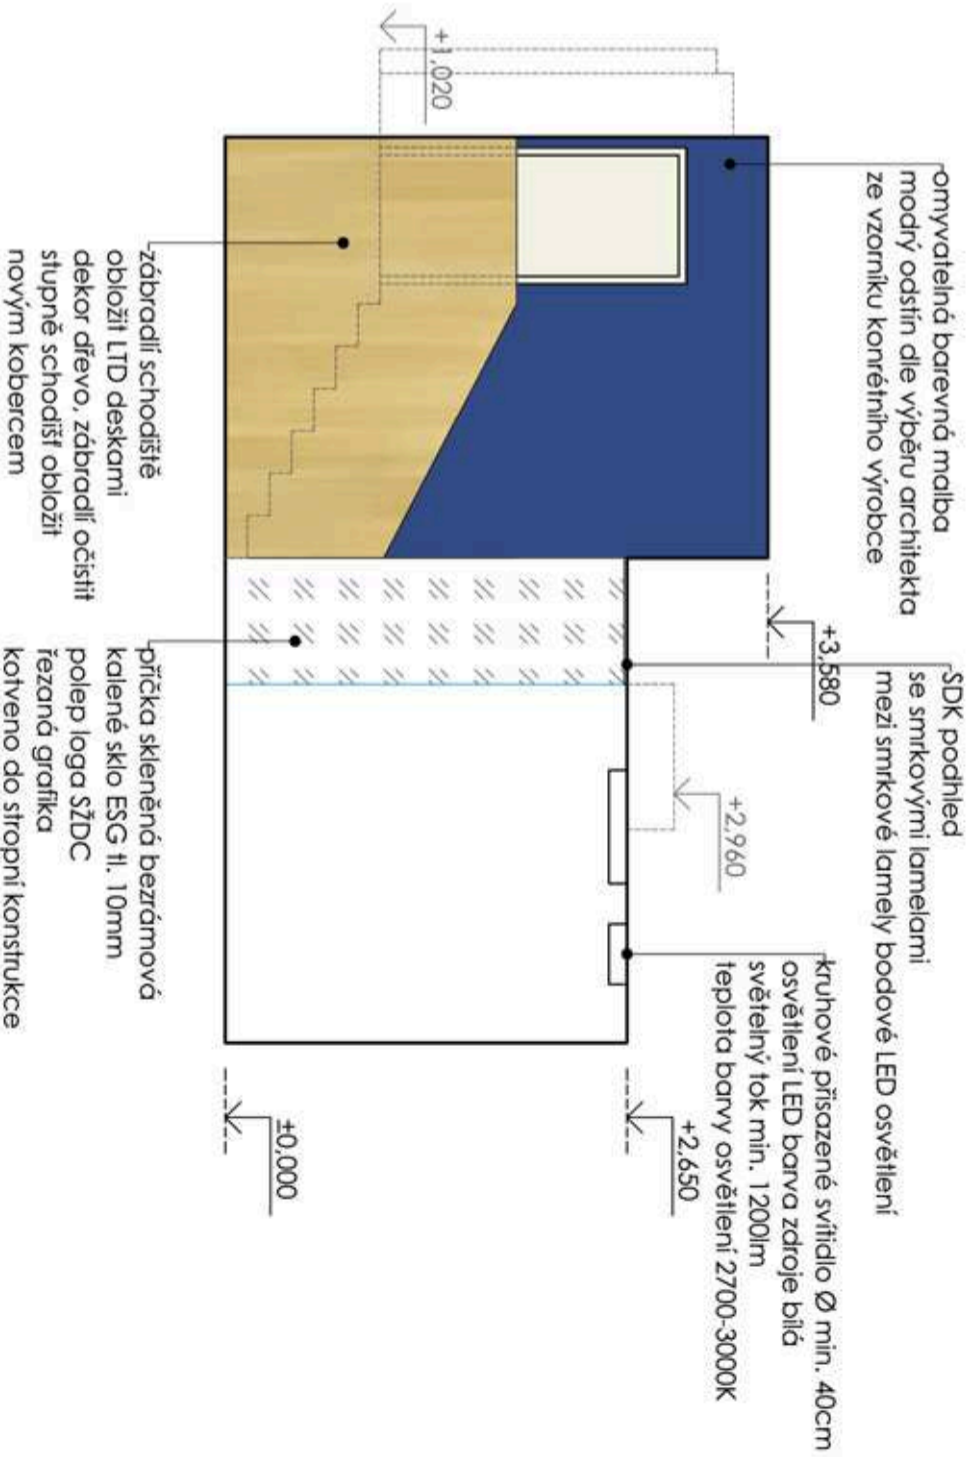 omyvatelná barevná malba
modrý odstín dle výběru architekta
ze vzorníku konrétního výrobce
SDK podhled
se smrkovými lamelami
mezi smrkové lamely bodové LED osvětlení
kruhové přisazené svítidlo Ø min. 40cm
osvětlení LED barva zdroje bílá
světelný tok min. 1200lm
teplota barvy osvětlení 2700-3000K
+3,580
+2,960
+2,650
+1,020
±0,000
zábradlí schodiště
obložit LTD deskami
dekor dřevo, zábradlí očistit
stupně schodišť obložit
novým kobercem
příčka skleněná bezrámová
kalené sklo ESG tl. 10mm
polep loga SŽDC
řezaná grafika
kotveno do stropní konstrukce